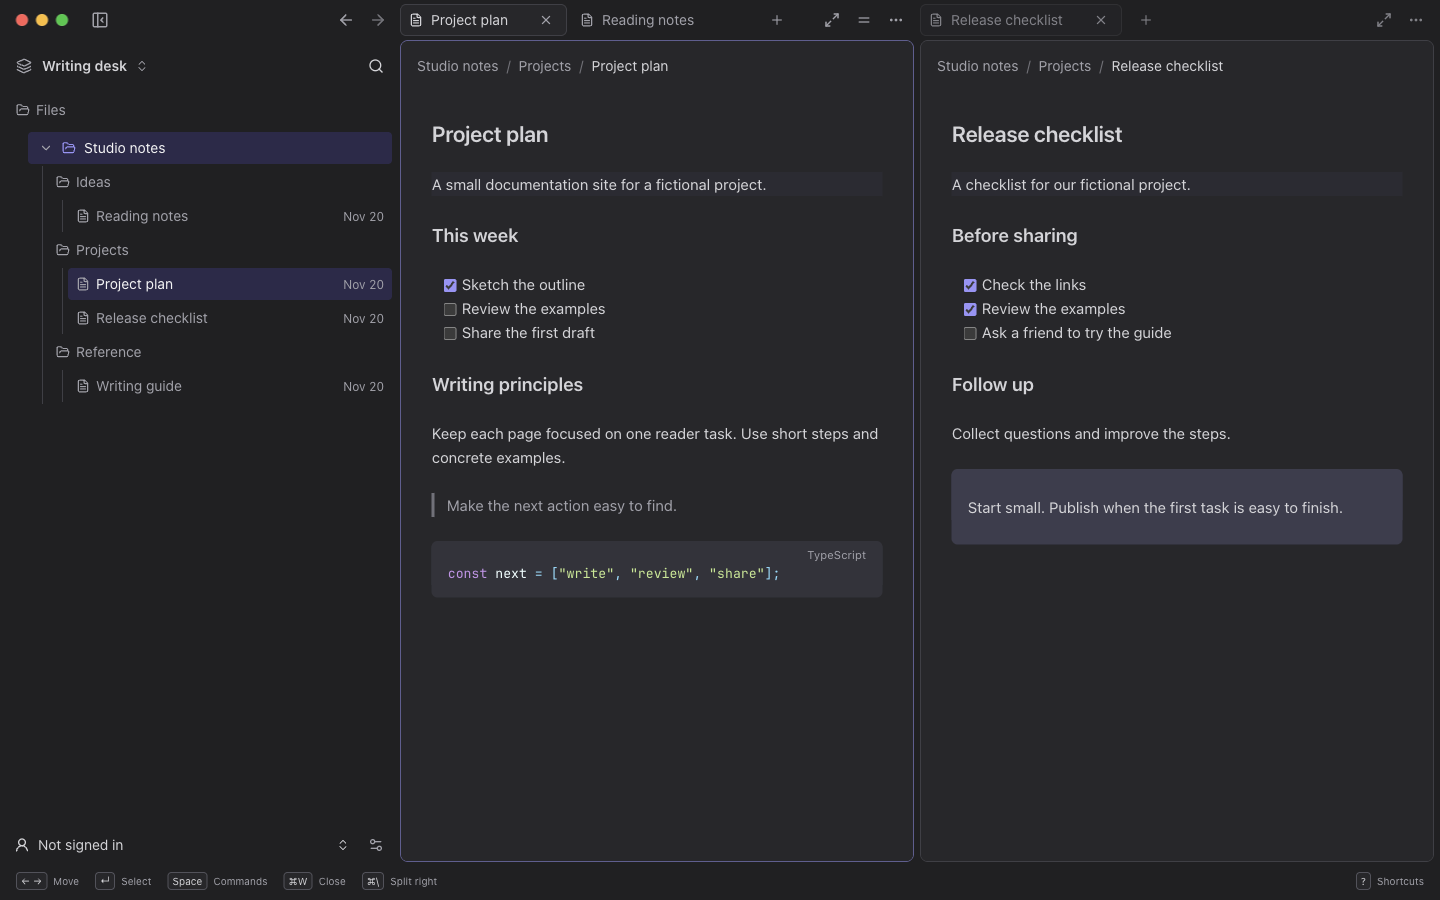 Project plan
Reading notes
Release checklist
Writing desk
Studio notes / Projects / Project plan
Studio notes / Projects / Release checklist
Files
Studio notes
Ideas
Reading notes Nov 20
Projects
Project plan Nov 20
Release checklist Nov 20
Reference
Writing guide Nov 20
Project plan
A small documentation site for a fictional project.
This week
Sketch the outline
Review the examples
Share the first draft
Writing principles
Keep each page focused on one reader task. Use short steps and
concrete examples.
Make the next action easy to find.
TypeScript
const next = ["write", "review", "share"];
Release checklist
A checklist for our fictional project.
Before sharing
Check the links
Review the examples
Ask a friend to try the guide
Follow up
Collect questions and improve the steps.
Start small. Publish when the first task is easy to finish.
Not signed in
← → Move ↵ Select Space Commands ⌘W Close ⌘\ Split right ? Shortcuts